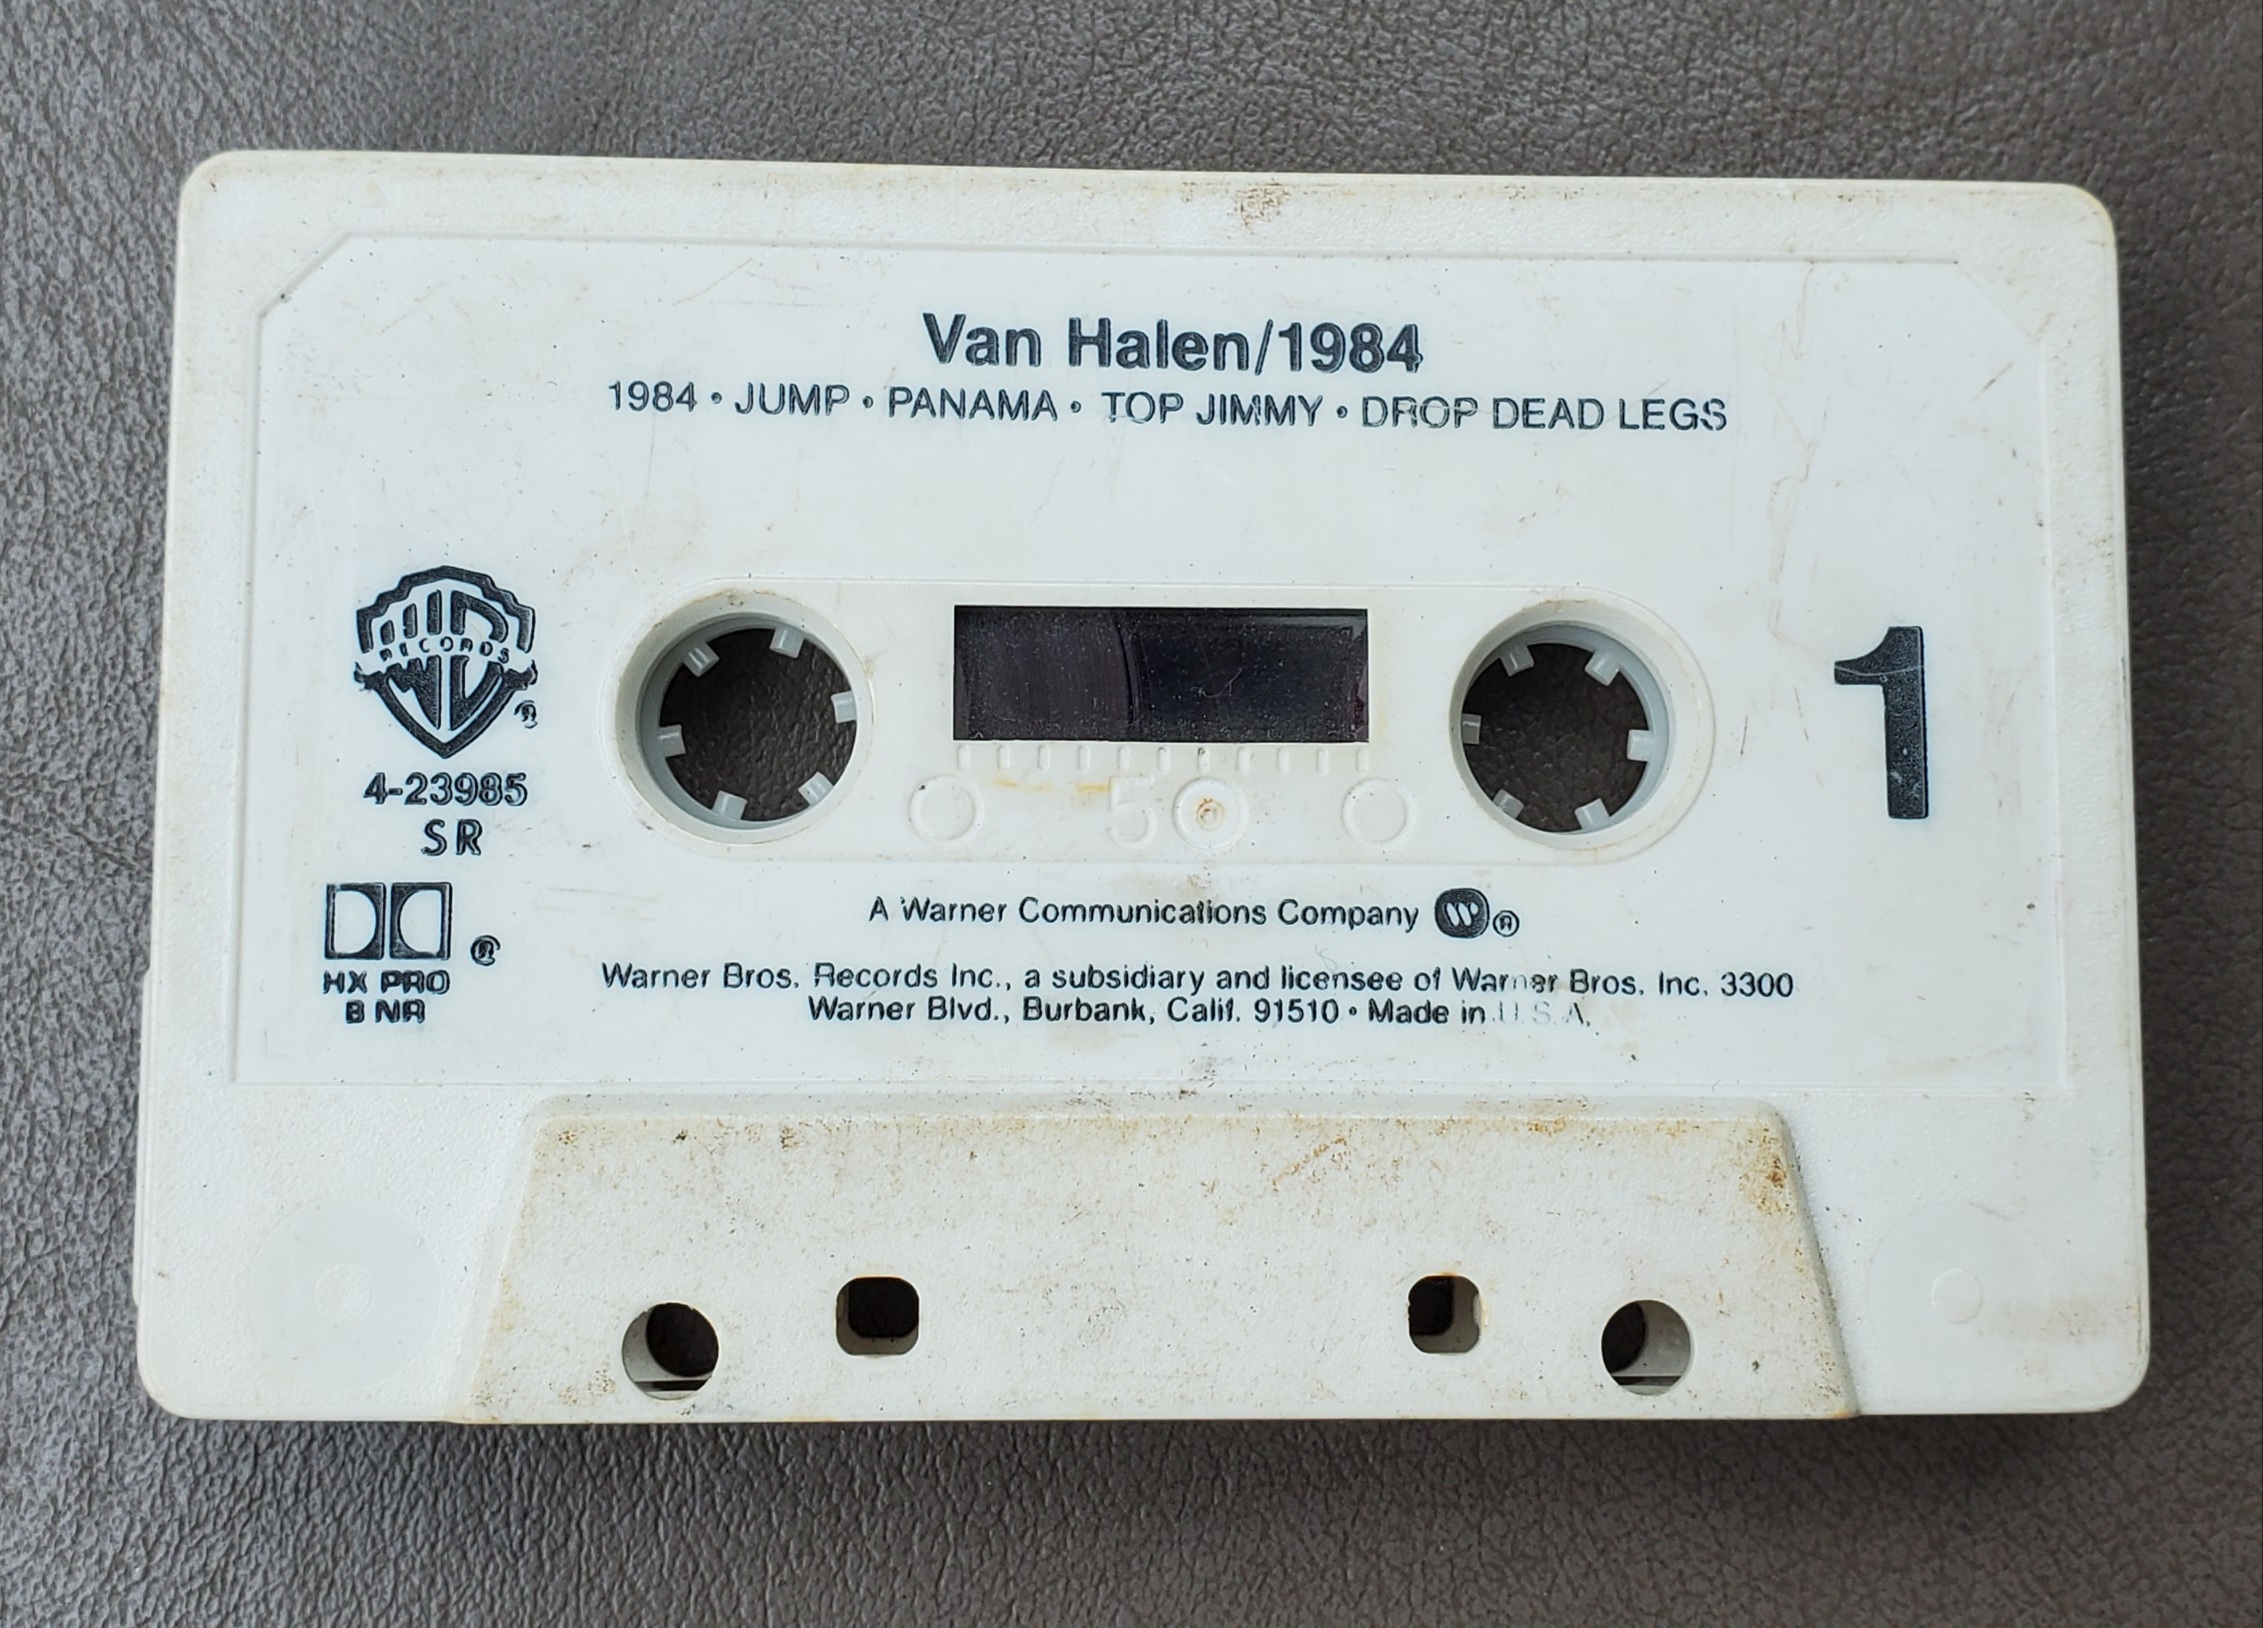 Van Halen/1984
1984 • JUMP • PANAMA • TOP JIMMY • DROP DEAD LEGS
WB
RECORDS
®
1
4-23985
SR
5
®
HX PRO
B NR
A Warner Communications Company W ®
Warner Bros. Records Inc., a subsidiary and licensee of Warner Bros. Inc. 3300
Warner Blvd., Burbank, Calif. 91510 • Made in U.S.A.